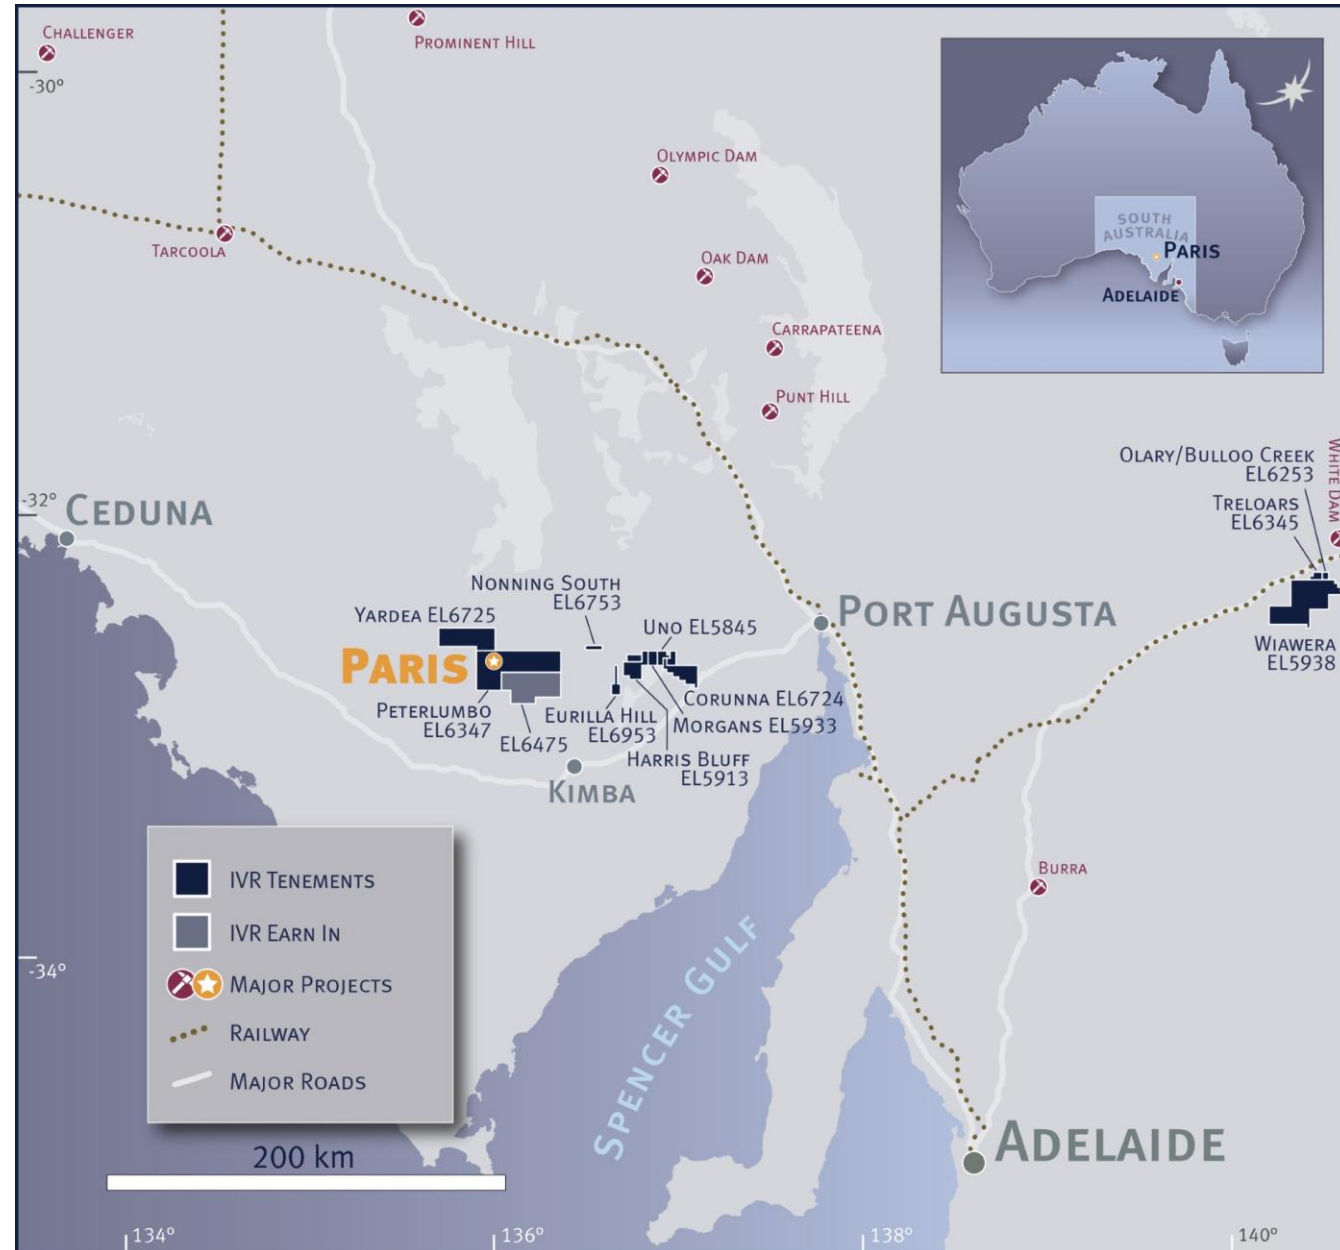 CHALLENGER
PROMINENT HILL
-30°
OLYMPIC DAM
TARCOOLA
OAK DAM
CARRAPATEENA
PUNT HILL
SOUTH
AUSTRALIA
PARIS
ADELAIDE
OLARY/BULLOO CREEK
EL6253
TRELOARS
EL6345
WHITE DAM
WIAWERA
EL5938
-32°
CEDUNA
NONNING SOUTH
EL6753
YARDEA EL6725
UNO EL5845
PORT AUGUSTA
PARIS
PETERLUMBO
EL6347
EL6475
EURILLA HILL
EL6953
CORUNNA EL6724
MORGANS EL5933
HARRIS BLUFF
EL5913
KIMBA
BURRA
IVR TENEMENTS
IVR EARN IN
MAJOR PROJECTS
RAILWAY
MAJOR ROADS
-34°
SPENCER GULF
200 km
ADELAIDE
134°
136°
138°
140°